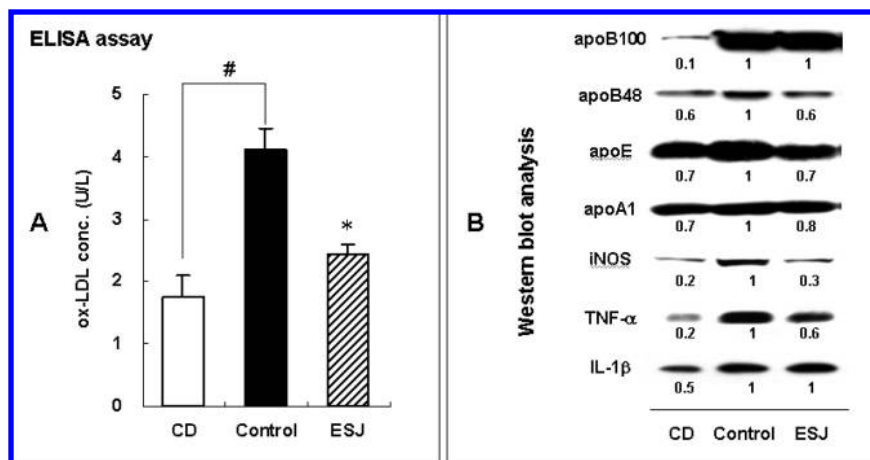 ELISA assay
#
5
4
3
2
1
0
*
ox-LDL conc. (U/L)
CD Control ESJ
A
B
Western blot analysis
apoB100
0.1 1 1
apoB48
0.6 1 0.6
apoE
0.7 1 0.7
apoA1
0.7 1 0.8
iNOS
0.2 1 0.3
TNF-α
0.2 1 0.6
IL-1β
0.5 1 1
CD Control ESJ